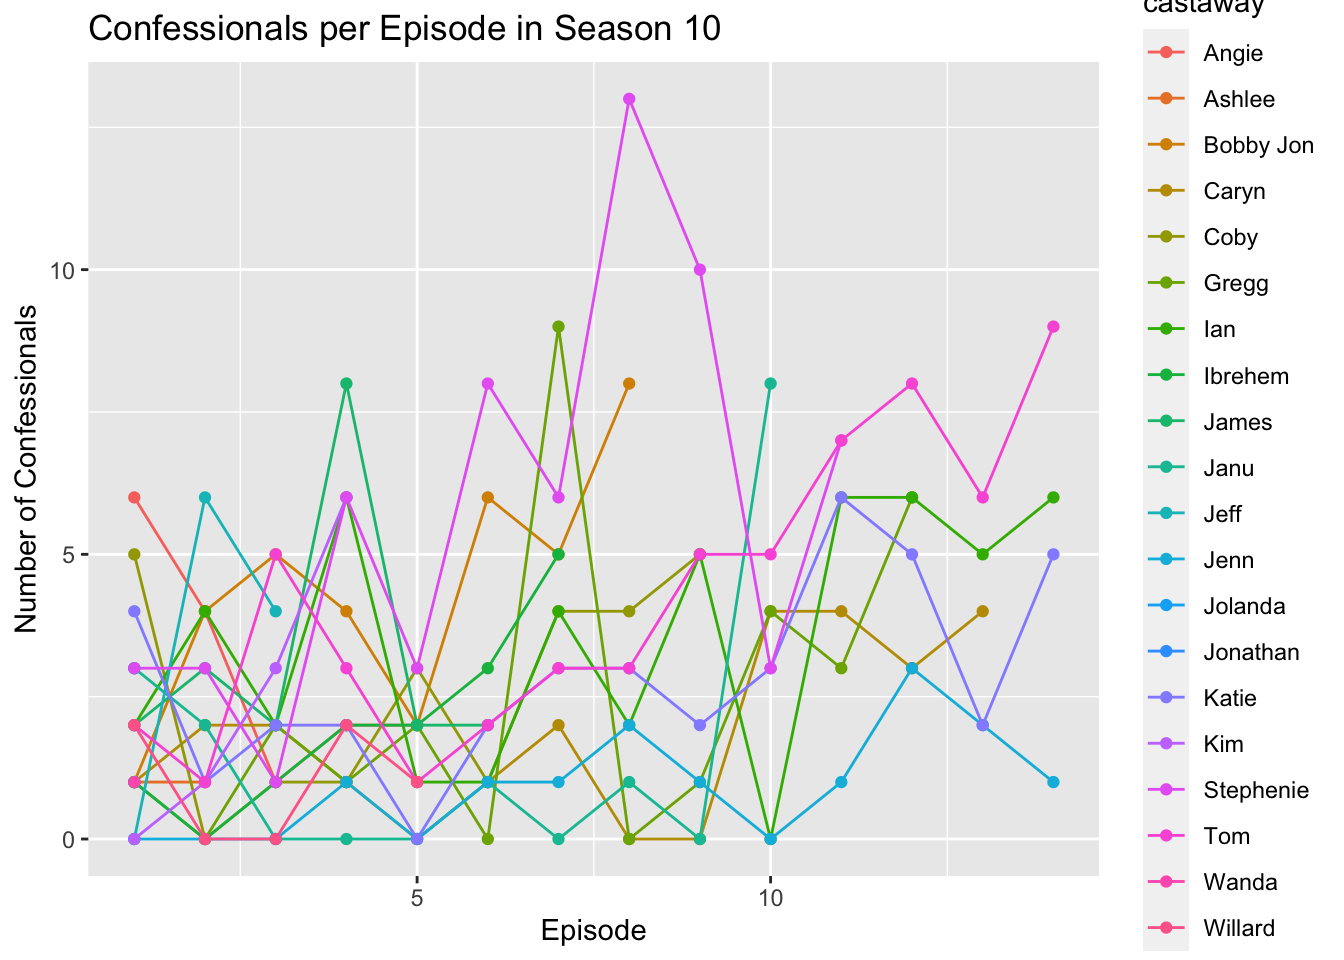 Confessionals per Episode in Season 10
castaway
Angie
Ashlee
Bobby Jon
Caryn
Coby
Gregg
Ian
Ibrehem
James
Janu
Jeff
Jenn
Jolanda
Jonathan
Katie
Kim
Stephenie
Tom
Wanda
Willard
Number of Confessionals
10
5
0
5
10
Episode